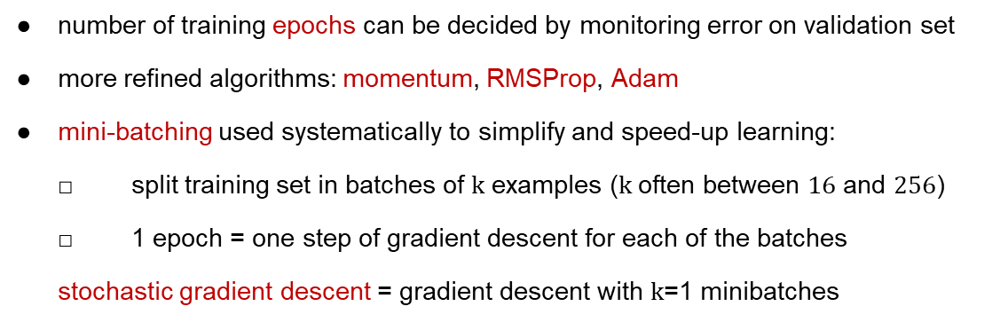 ● number of training epochs can be decided by monitoring error on validation set
● more refined algorithms: momentum, RMSProp, Adam
● mini-batching used systematically to simplify and speed-up learning:
□ split training set in batches of k examples (k often between 16 and 256)
□ 1 epoch = one step of gradient descent for each of the batches
stochastic gradient descent = gradient descent with k=1 minibatches